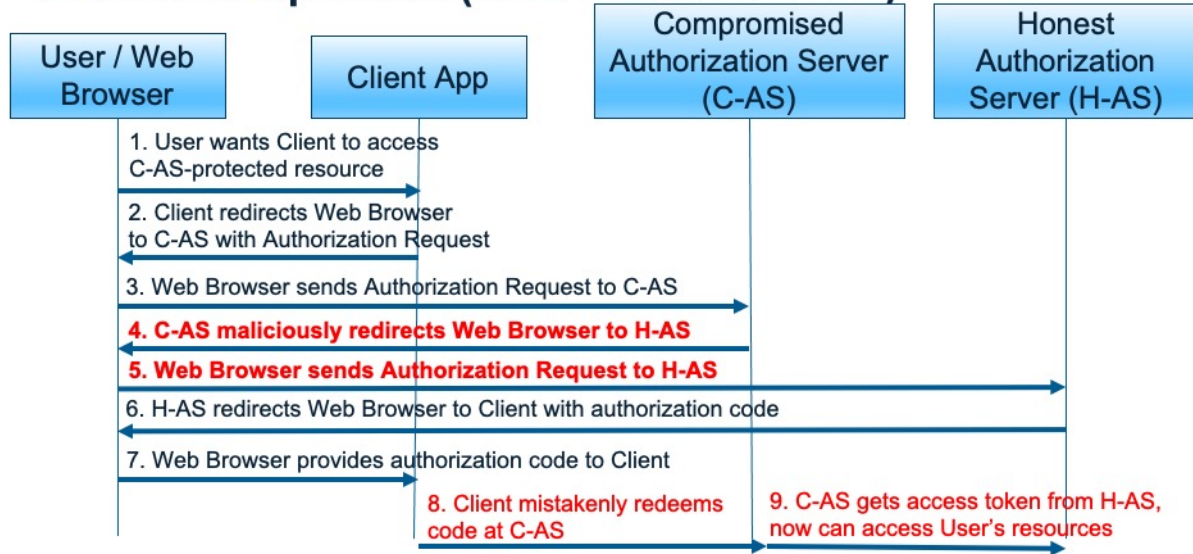 User / Web
Browser
Client App
Compromised
Authorization Server
(C-AS)
Honest
Authorization
Server (H-AS)
1. User wants Client to access
C-AS-protected resource
2. Client redirects Web Browser
to C-AS with Authorization Request
3. Web Browser sends Authorization Request to C-AS
4. C-AS maliciously redirects Web Browser to H-AS
5. Web Browser sends Authorization Request to H-AS
6. H-AS redirects Web Browser to Client with authorization code
7. Web Browser provides authorization code to Client
8. Client mistakenly redeems
code at C-AS
9. C-AS gets access token from H-AS,
now can access User's resources